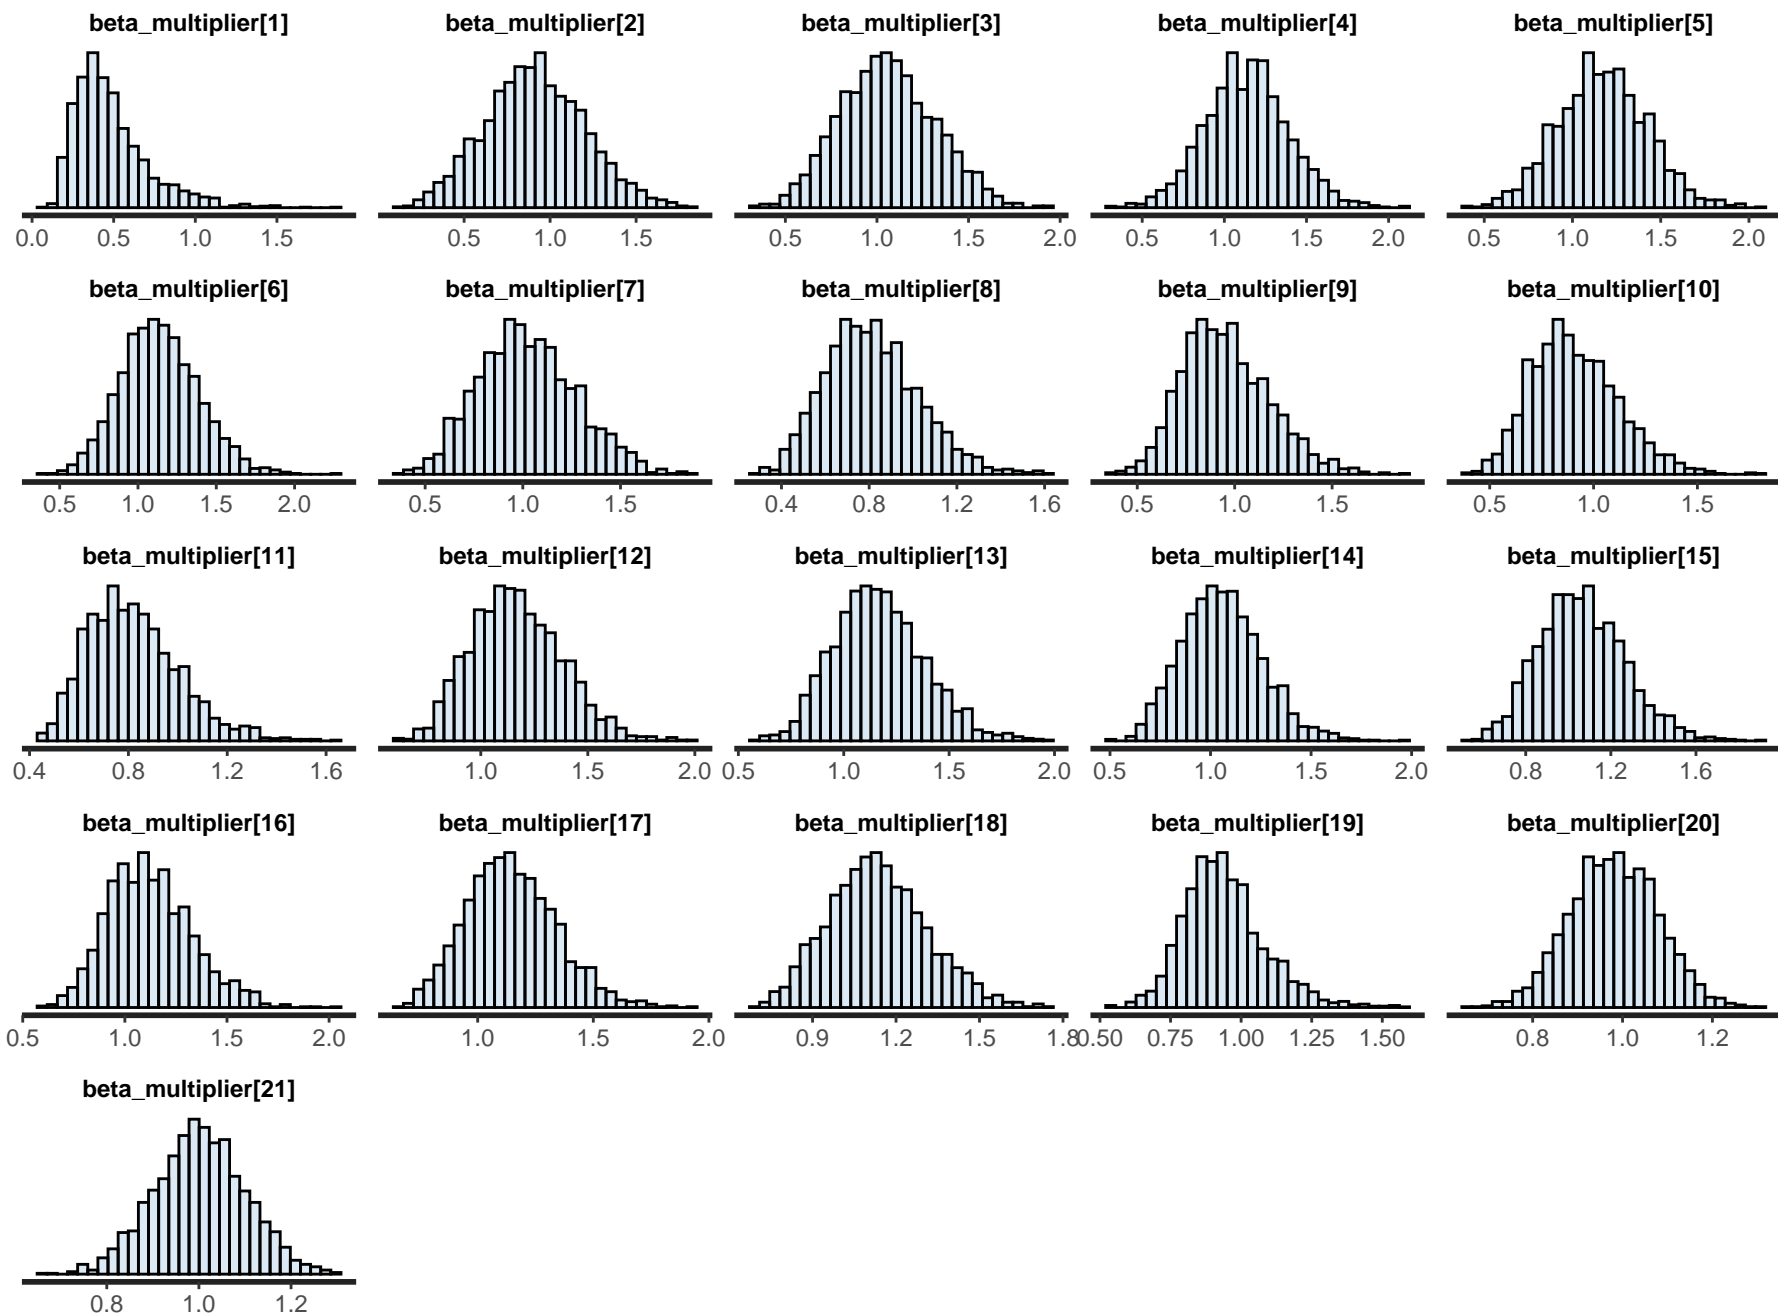 beta_multiplier[1] beta_multiplier[2] beta_multiplier[3] beta_multiplier[4] beta_multiplier[5]
0.0 0.5 1.0 1.5 0.5 1.0 1.5 0.5 1.0 1.5 2.0 0.5 1.0 1.5 2.0 0.5 1.0 1.5 2.0
beta_multiplier[6] beta_multiplier[7] beta_multiplier[8] beta_multiplier[9] beta_multiplier[10]
0.5 1.0 1.5 2.0 0.5 1.0 1.5 0.4 0.8 1.2 1.6 0.5 1.0 1.5 0.5 1.0 1.5
beta_multiplier[11] beta_multiplier[12] beta_multiplier[13] beta_multiplier[14] beta_multiplier[15]
0.4 0.8 1.2 1.6 1.0 1.5 2.0 0.5 1.0 1.5 2.0 0.5 1.0 1.5 2.0 0.8 1.2 1.6
beta_multiplier[16] beta_multiplier[17] beta_multiplier[18] beta_multiplier[19] beta_multiplier[20]
0.5 1.0 1.5 2.0 1.0 1.5 2.0 0.9 1.2 1.5 1.8 0.50 0.75 1.00 1.25 1.50 0.8 1.0 1.2
beta_multiplier[21]
0.8 1.0 1.2